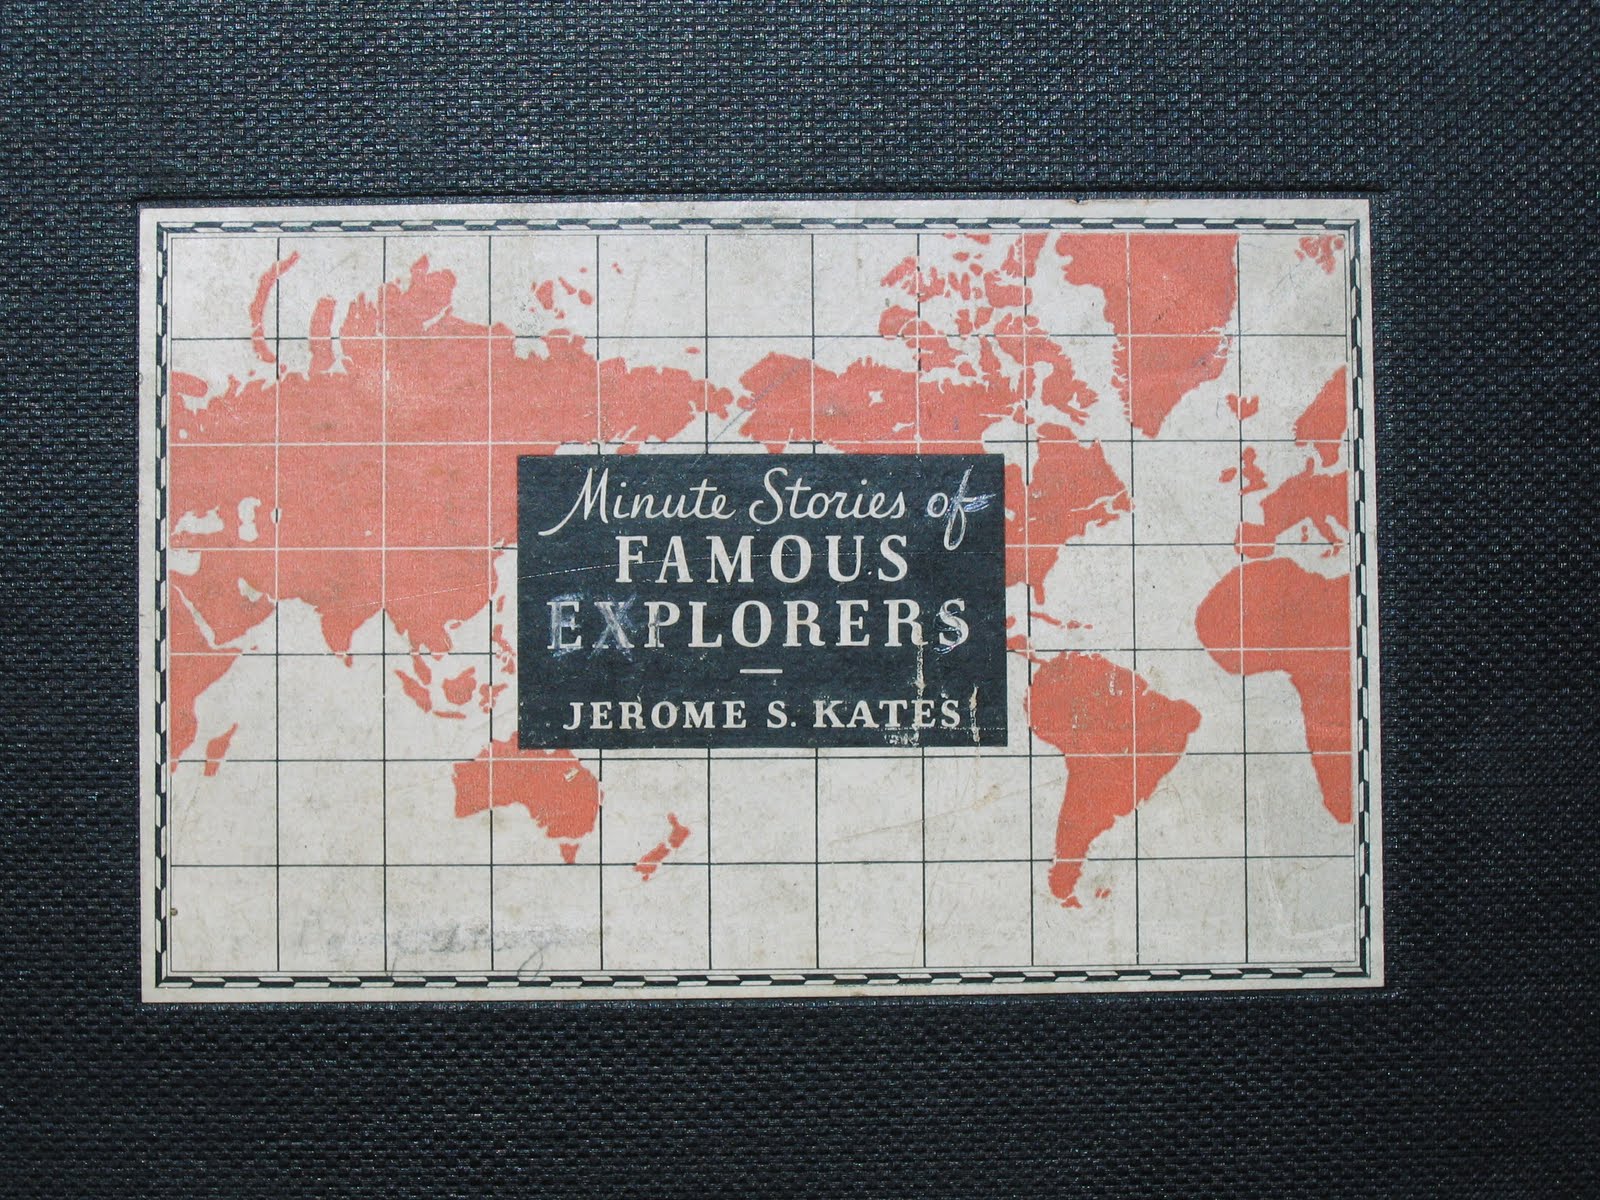 Minute Stories of
FAMOUS
EXPLORERS
JEROME S. KATES